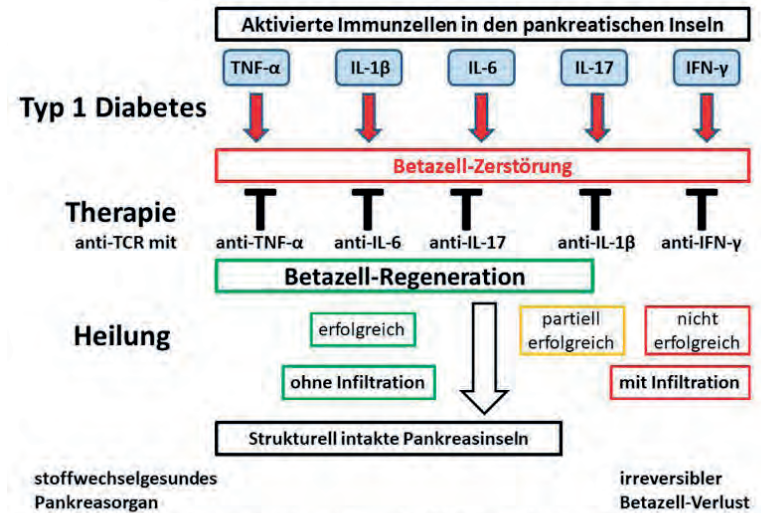 Aktivierte Immunzellen in den pankreatischen Inseln
TNF-α IL-1β IL-6 IL-17 IFN-γ
Typ 1 Diabetes
Betazell-Zerstörung
Therapie
anti-TCR mit anti-TNF-α anti-IL-6 anti-IL-17 anti-IL-1β anti-IFN-γ
Betazell-Regeneration
Heilung
erfolgreich
partiell
erfolgreich
nicht
erfolgreich
ohne Infiltration
mit Infiltration
Strukturell intakte Pankreasinseln
stoffwechselgesundes
Pankreasorgan
irreversibler
Betazell-Verlust